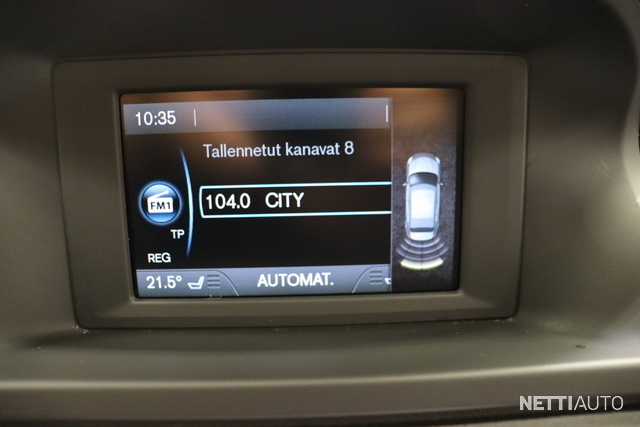 10:35
Tallennetut kanavat 8
FM1
104.0 CITY
TP
REG
21.5° AUTOMAT.
NETTIAUTO